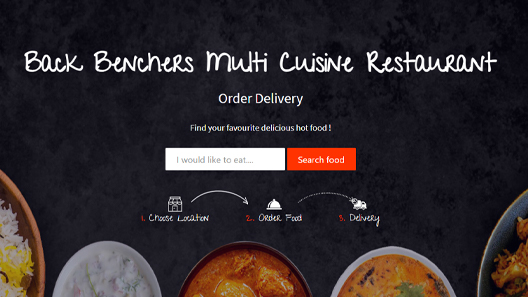 Back Benchers Multi Cuisine Restaurant
Order Delivery
Find your favourite delicious hot food !
I would like to eat....
Search food
1. Choose Location
2. Order Food
3. Delivery